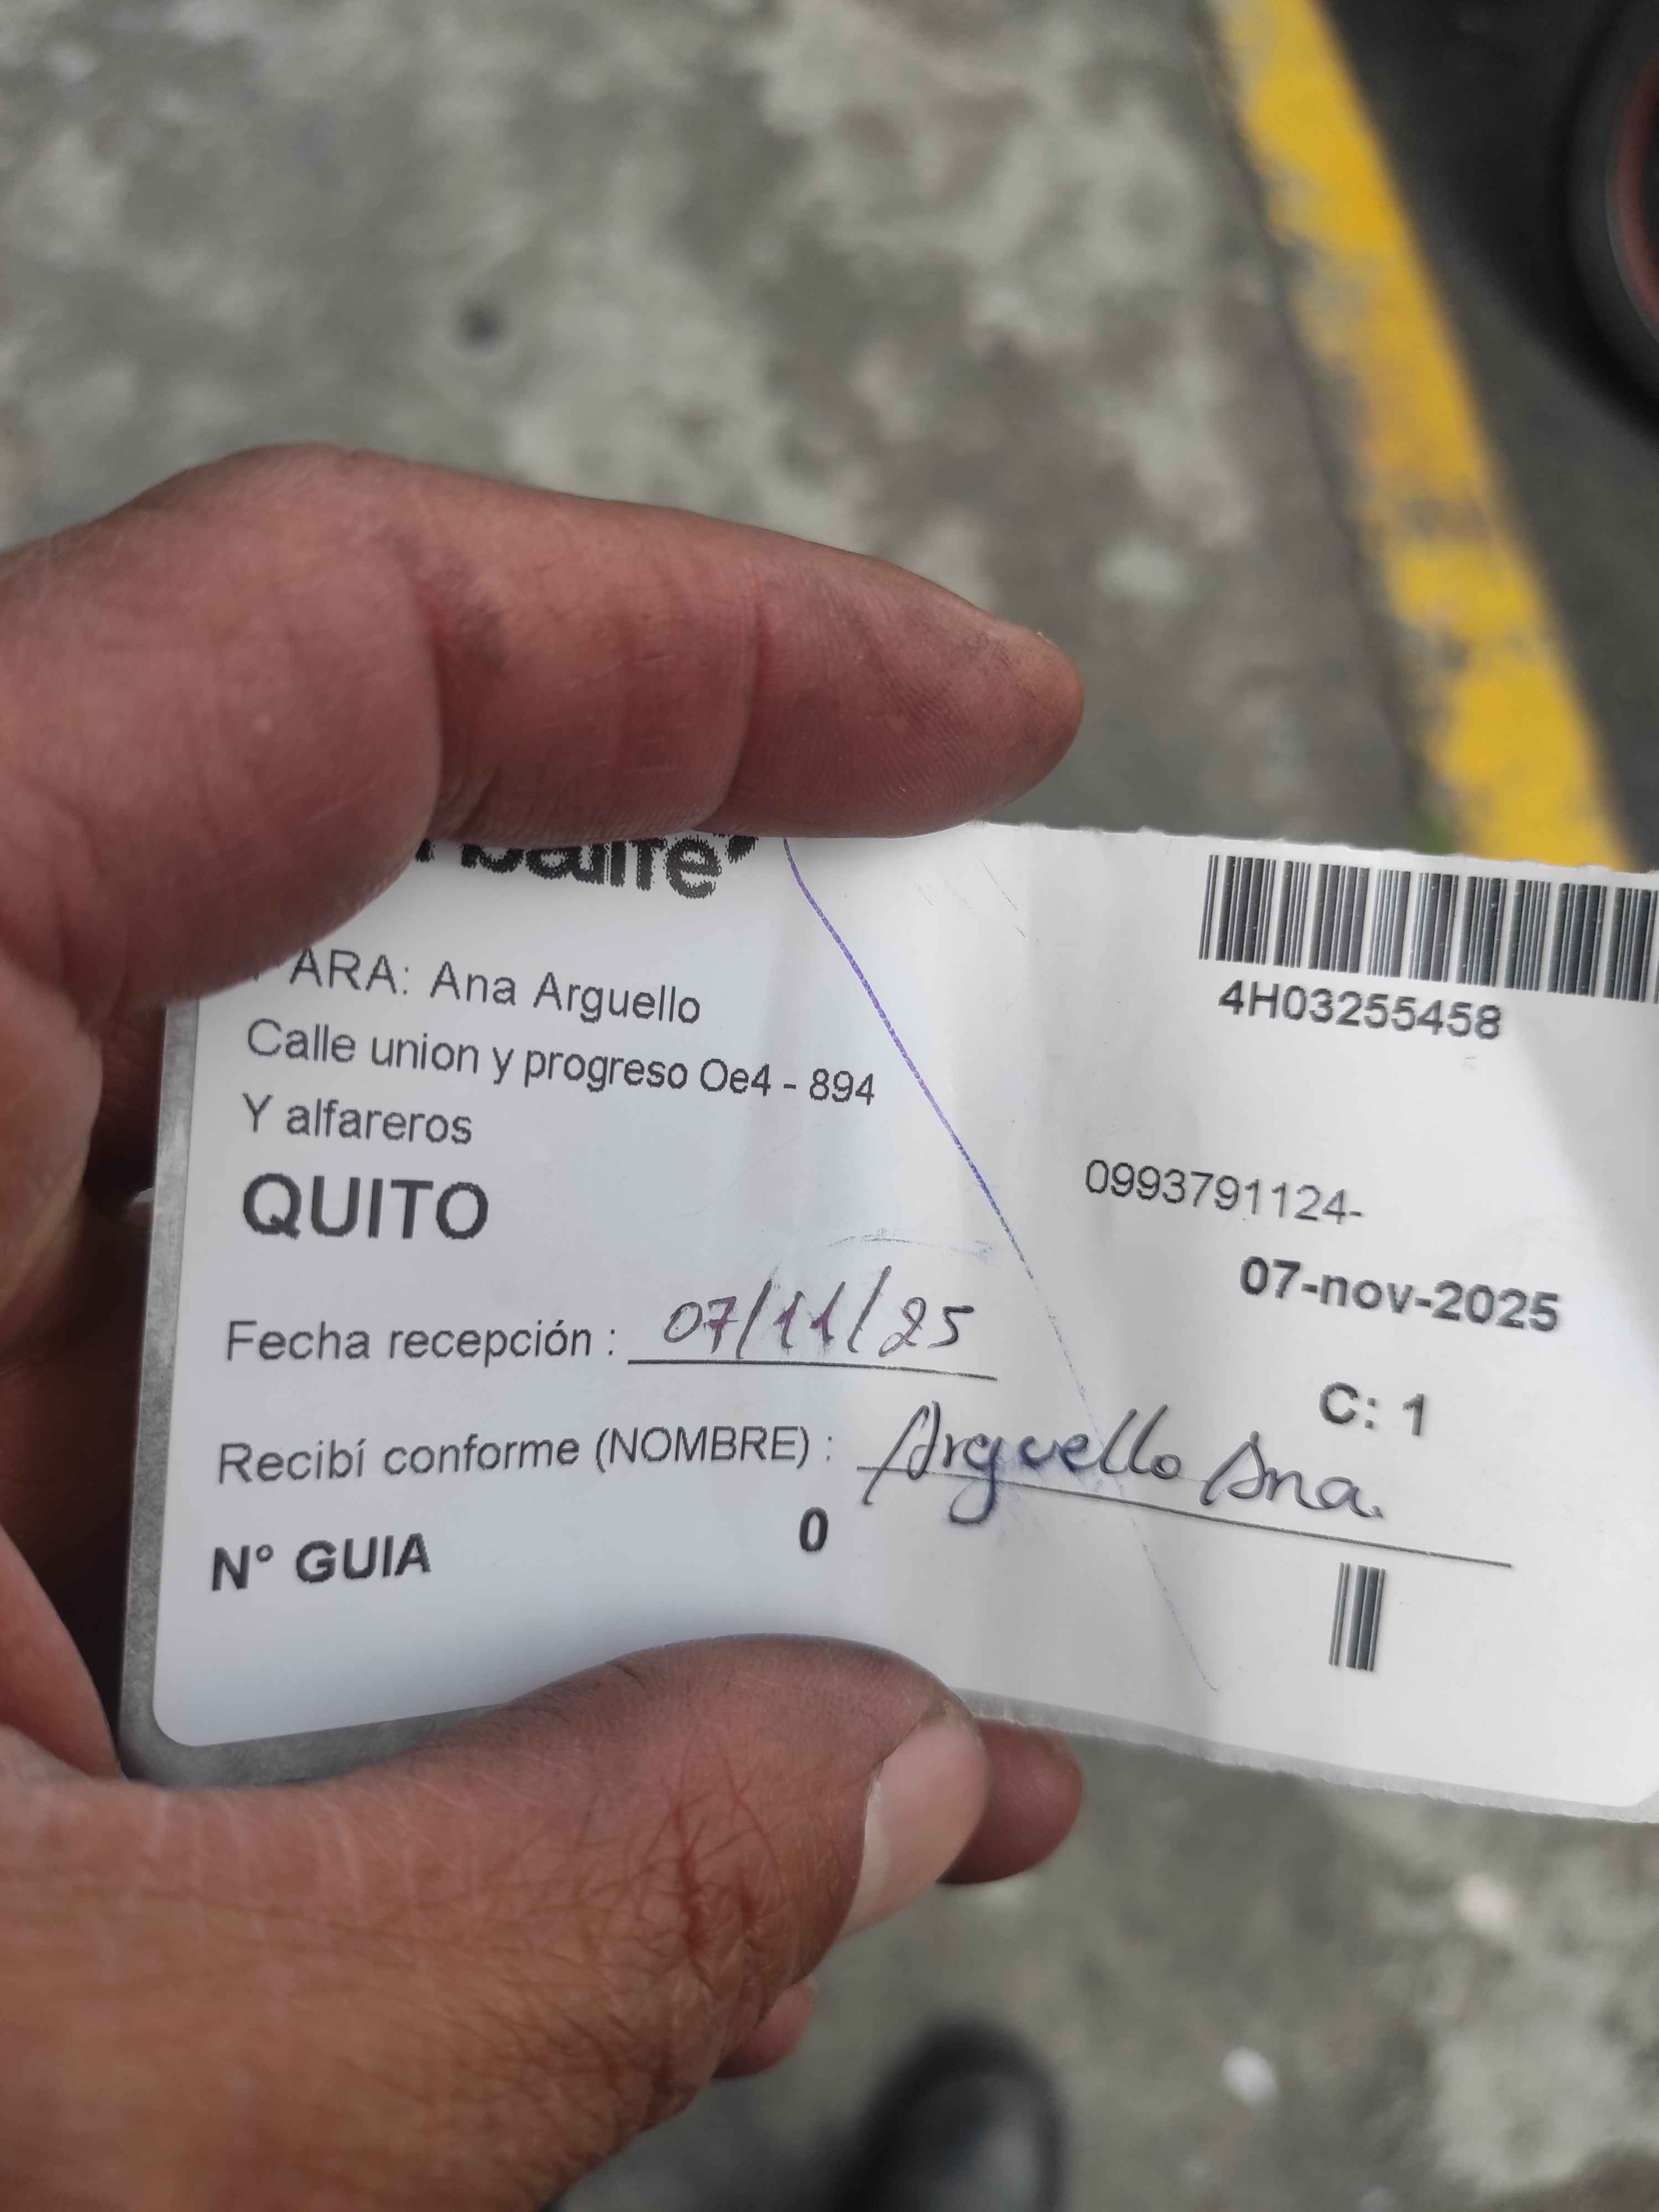 PARA: Ana Arguello
Calle union y progreso Oe4 - 894
Y alfareros
QUITO
4H03255458
0993791124-
07-nov-2025
Fecha recepción : 07/11/25
C: 1
Recibí conforme (NOMBRE) : Arguello Ana.
N° GUIA 0